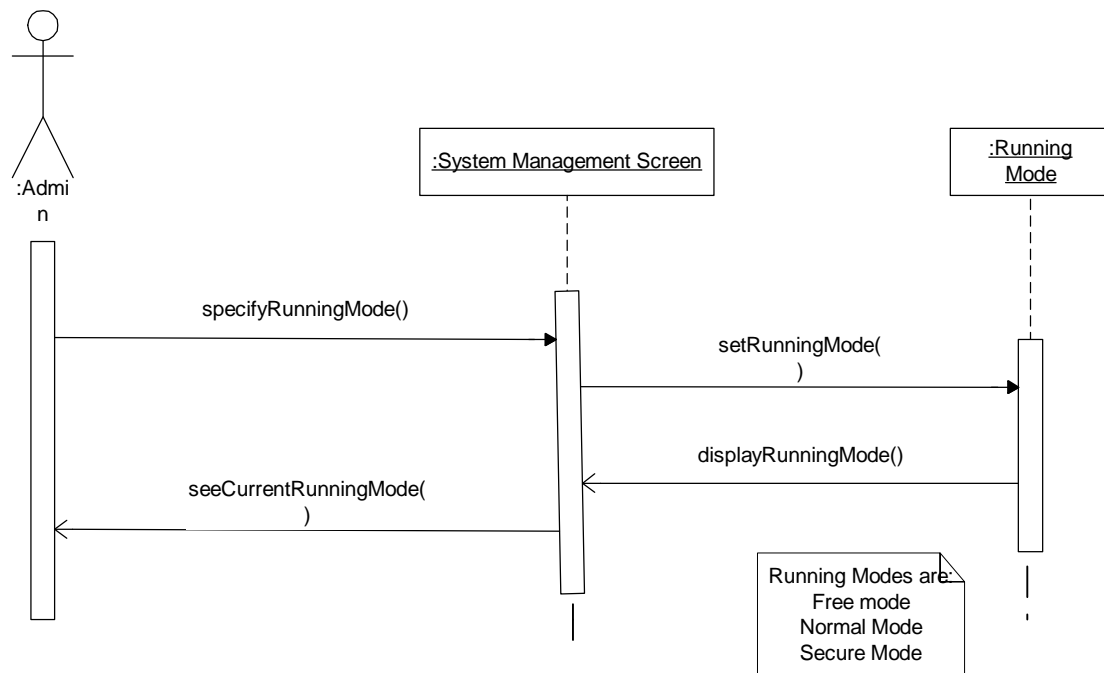 :System Management Screen
:Running
Mode
:Admi
n
specifyRunningMode()
setRunningMode(
)
displayRunningMode()
seeCurrentRunningMode(
)
Running Modes are:
Free mode
Normal Mode
Secure Mode